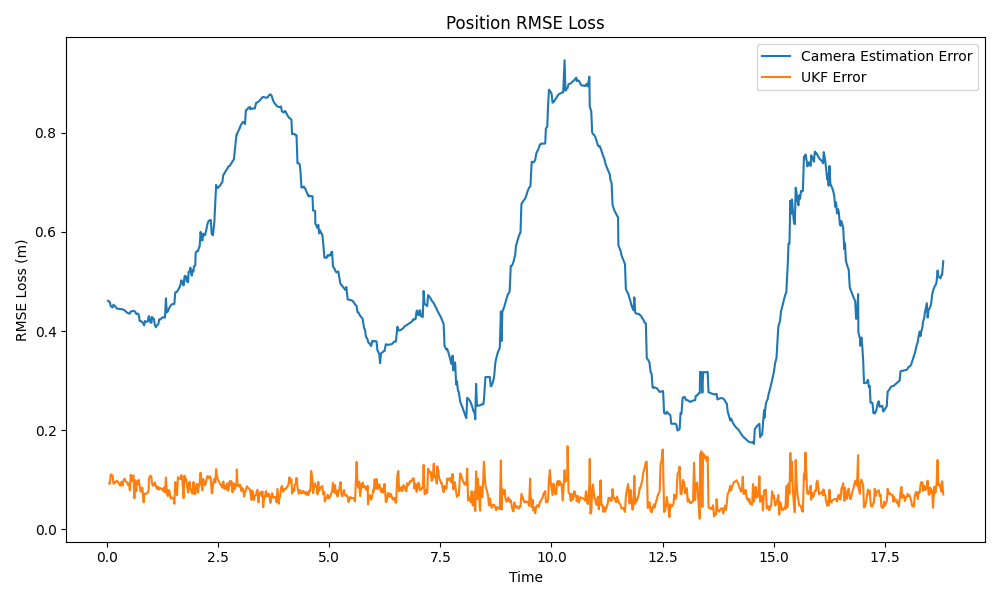 Position RMSE Loss
Camera Estimation Error
UKF Error
RMSE Loss (m)
0.8
0.6
0.4
0.2
0.0
0.0 2.5 5.0 7.5 10.0 12.5 15.0 17.5
Time